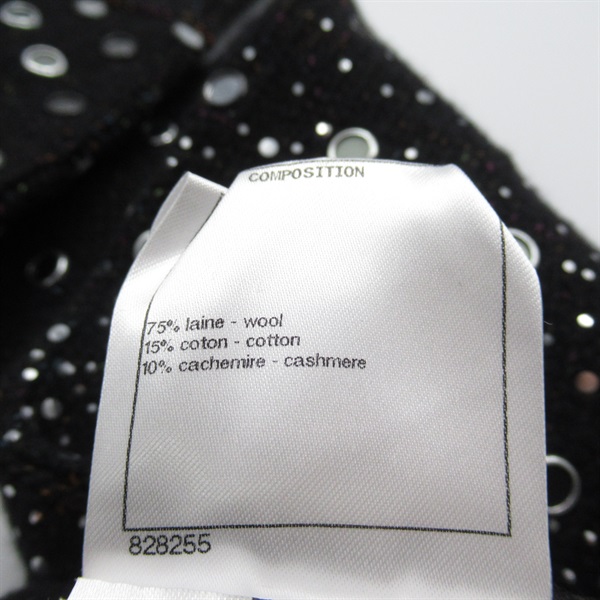 COMPOSITION
75% laine - wool
15% coton - cotton
10% cachemire - cashmere
828255